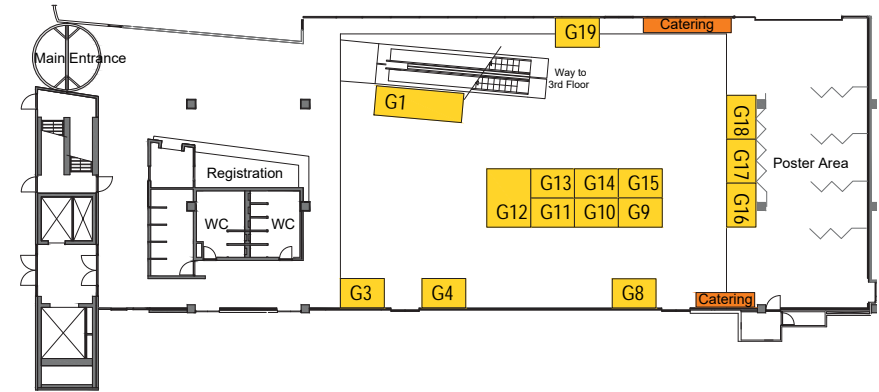 G19
Catering
Main Entrance
Way to
3rd Floor
G1
G18
G17
G16
Poster Area
Registration
G13
G14
G15
G12
G11
G10
G9
WC
WC
G3
G4
G8
Catering